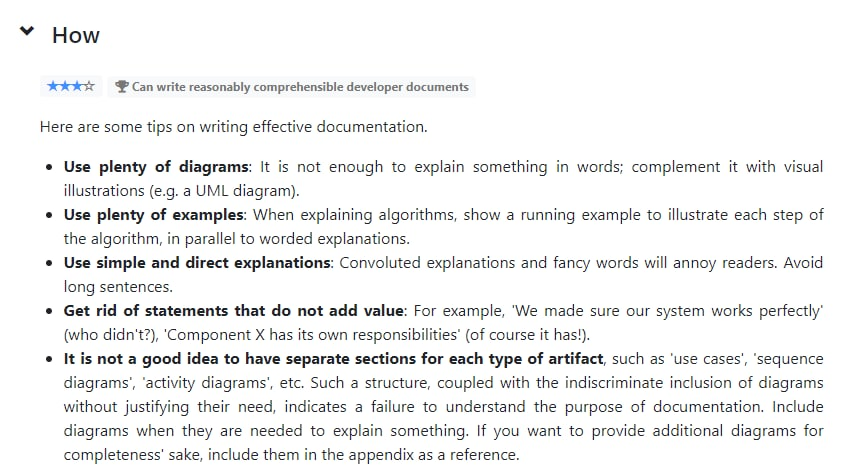 How
★★★☆ 🏆 Can write reasonably comprehensible developer documents
Here are some tips on writing effective documentation.
• Use plenty of diagrams: It is not enough to explain something in words; complement it with visual
illustrations (e.g. a UML diagram).
• Use plenty of examples: When explaining algorithms, show a running example to illustrate each step of
the algorithm, in parallel to worded explanations.
• Use simple and direct explanations: Convoluted explanations and fancy words will annoy readers. Avoid
long sentences.
• Get rid of statements that do not add value: For example, 'We made sure our system works perfectly'
(who didn't?), 'Component X has its own responsibilities' (of course it has!).
• It is not a good idea to have separate sections for each type of artifact, such as 'use cases', 'sequence
diagrams', 'activity diagrams', etc. Such a structure, coupled with the indiscriminate inclusion of diagrams
without justifying their need, indicates a failure to understand the purpose of documentation. Include
diagrams when they are needed to explain something. If you want to provide additional diagrams for
completeness' sake, include them in the appendix as a reference.